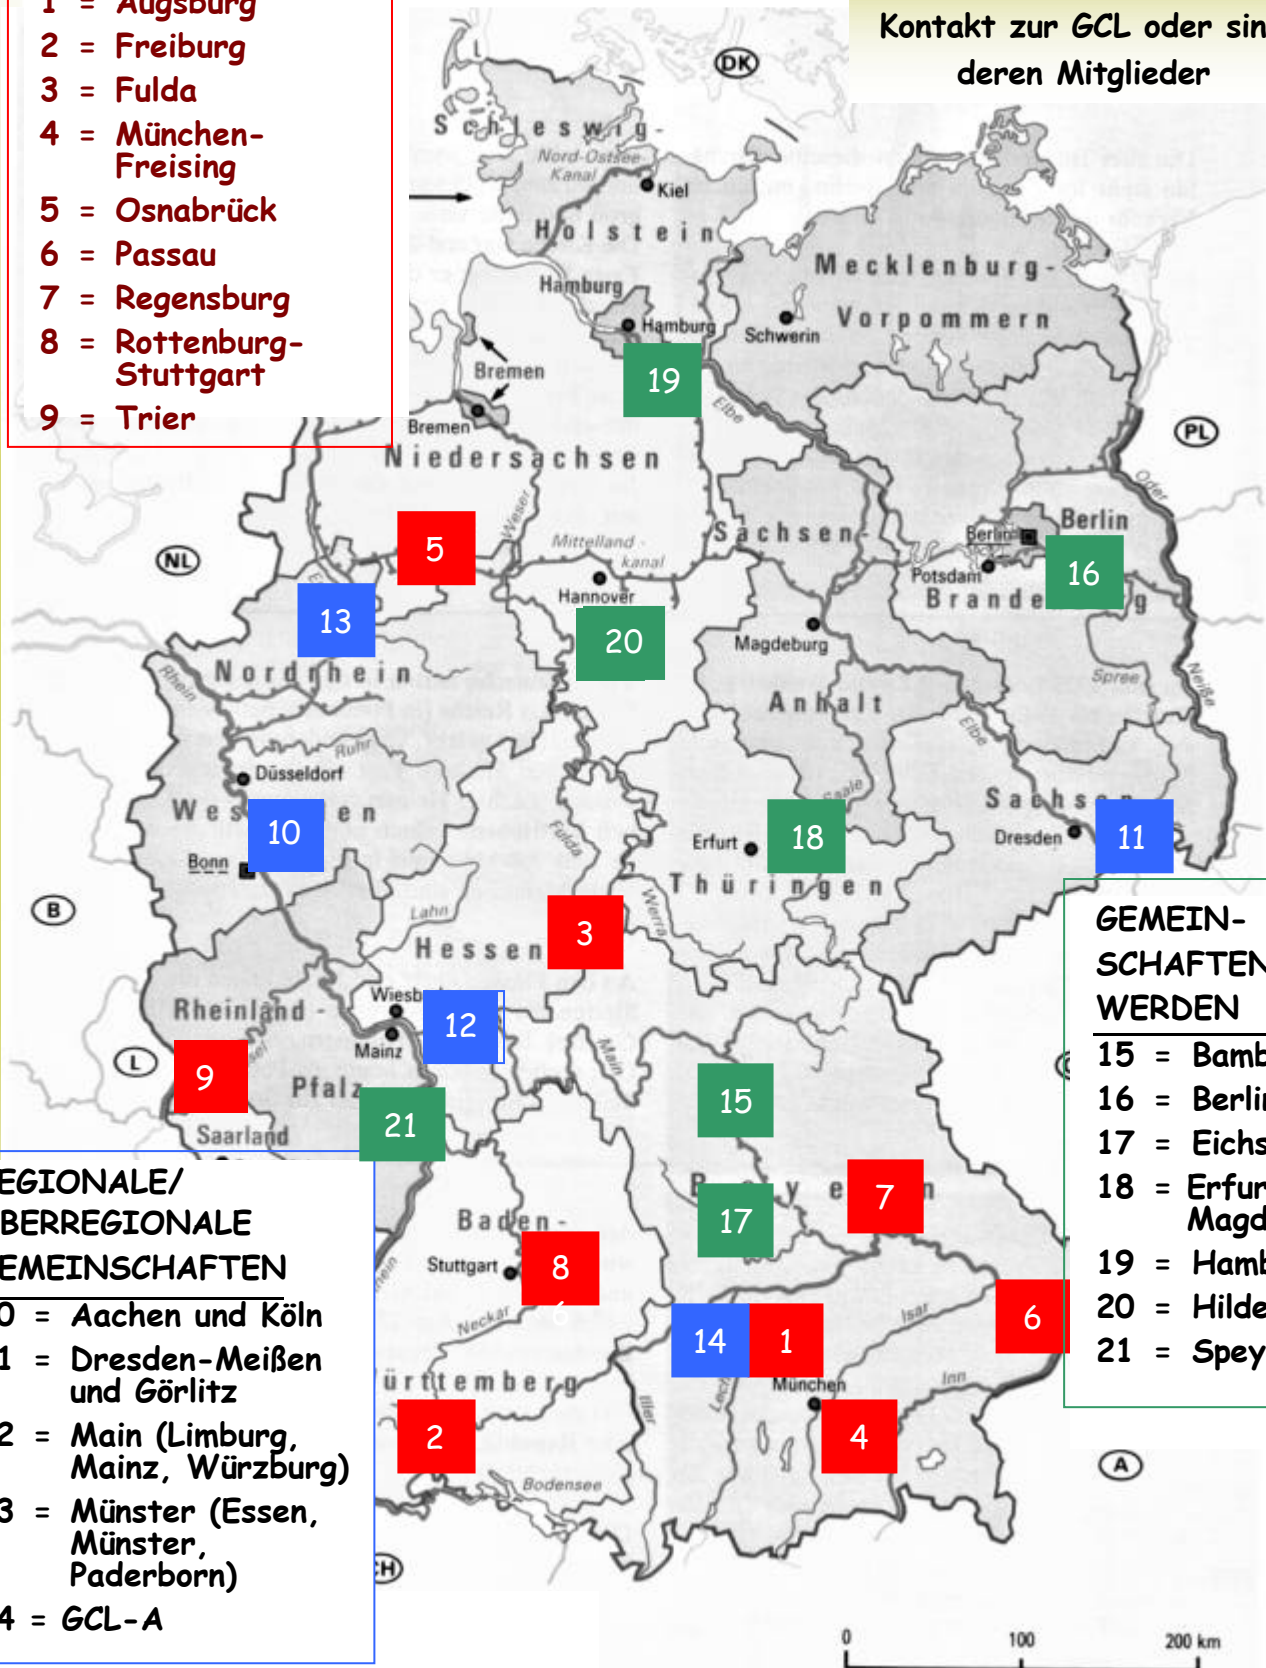 1 = Augsburg
2 = Freiburg
3 = Fulda
4 = München-
Freising
5 = Osnabrück
6 = Passau
7 = Regensburg
8 = Rottenburg-
Stuttgart
9 = Trier
Kontakt zur GCL oder sin
deren Mitglieder
DK
Schleswig-
Nord-Ostsee-
Kanal
Kiel
Holstein
Mecklenburg-
Vorpommern
Hamburg
Hamburg
Schwerin
19
Bremen
Bremen
Elbe
PL
Niedersachsen
Oder
Weser
5
Mittelland-
kanal
Sachsen-
Berlin
Berlin
NL
Hannover
Potsdam
16
Brande
g
13
20
Magdeburg
Nordrhein-
Rhein
Spree
Neiße
Anhalt
Elbe
Ruhr
Düsseldorf
Saale
Sachsen
Wes
en
10
Fulda
Erfurt
18
Dresden
11
Bonn
Thüringen
Werra
B
Lahn
Hessen
3
Rheinland-
Wiesb
12
Mainz
Main
L
9
sel
Pfalz
15
21
Saarland
B
y
e
n
7
17
Baden-
Stuttgart
8
6
Neckar
hein
14
1
Isar
6
München
Lech
Inn
ürttemberg
Iller
2
4
Bodensee
A
CH
GEMEIN-
SCHAFTEN
WERDEN
15 = Bamb
16 = Berlin
17 = Eichs
18 = Erfur
Magd
19 = Hamb
20 = Hilde
21 = Spey
EGIONALE/
BERREGIONALE
EMEINSCHAFTEN
0 = Aachen und Köln
1 = Dresden-Meißen
und Görlitz
2 = Main (Limburg,
Mainz, Würzburg)
3 = Münster (Essen,
Münster,
Paderborn)
4 = GCL-A
0 100 200 km